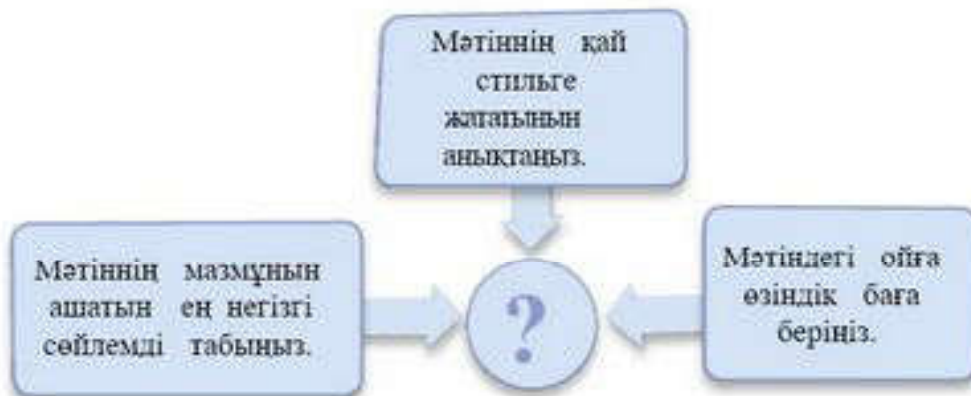 Мәтіннің қай
стильге
жататынын
анықтаңыз.
Мәтіннің мазмұнын
ашатын ең негізгі
сөйлемді табыңыз.
?
Мәтіндегі ойға
өзіндік баға
беріңіз.